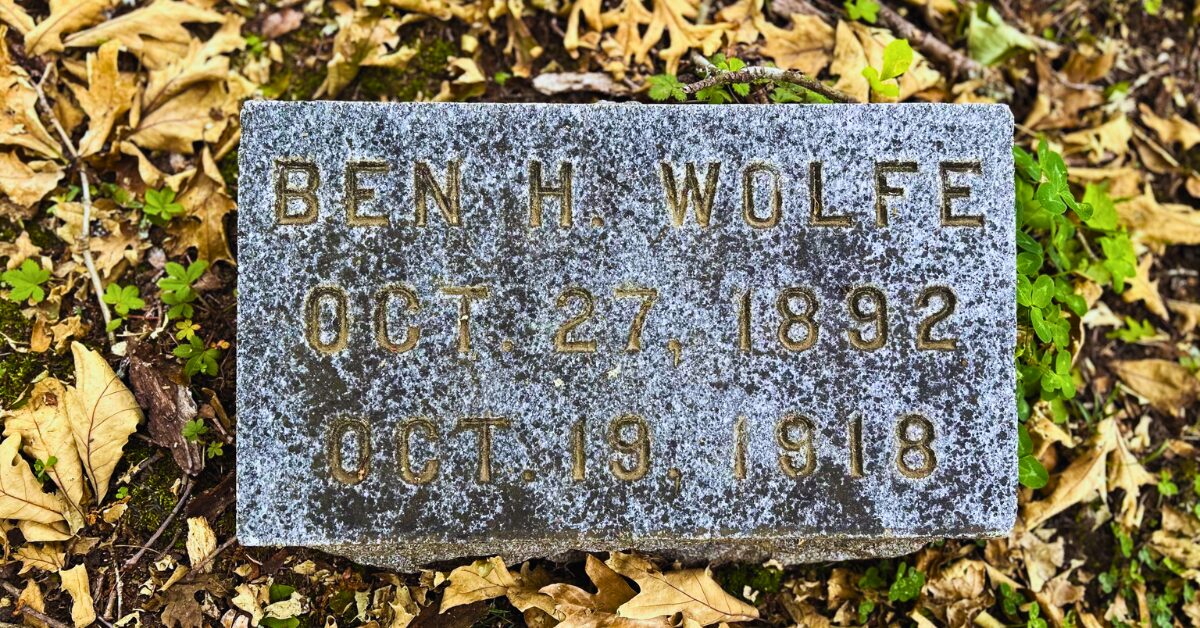 BEN H. WOLFE
OCT. 27, 1892
OCT. 19, 1918